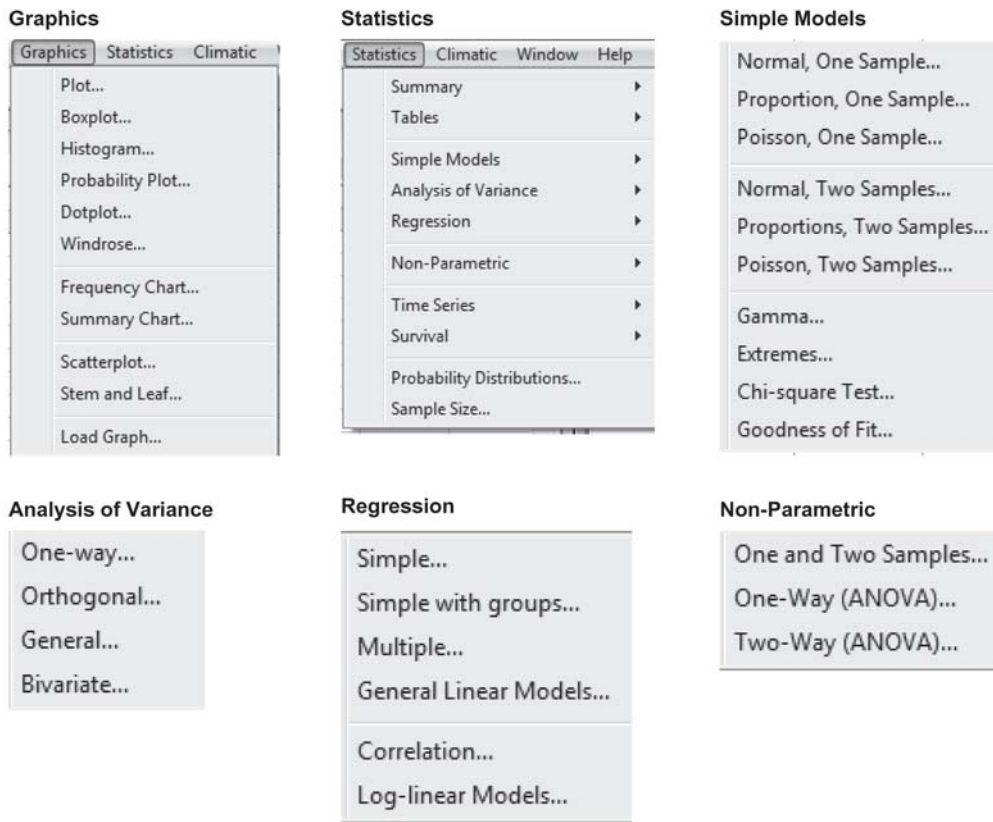 Graphics
Graphics Statistics Climatic
Plot...
Boxplot...
Histogram...
Probability Plot...
Dotplot...
Windrose...
Frequency Chart...
Summary Chart...
Scatterplot...
Stem and Leaf...
Load Graph...
Statistics
Statistics Climatic Window Help
Summary
Tables
Simple Models
Analysis of Variance
Regression
Non-Parametric
Time Series
Survival
Probability Distributions...
Sample Size...
Simple Models
Normal, One Sample...
Proportion, One Sample...
Poisson, One Sample...
Normal, Two Samples...
Proportions, Two Samples...
Poisson, Two Samples...
Gamma...
Extremes...
Chi-square Test...
Goodness of Fit...
Analysis of Variance
One-way...
Orthogonal...
General...
Bivariate...
Regression
Simple...
Simple with groups...
Multiple...
General Linear Models...
Correlation...
Log-linear Models...
Non-Parametric
One and Two Samples...
One-Way (ANOVA)...
Two-Way (ANOVA)...